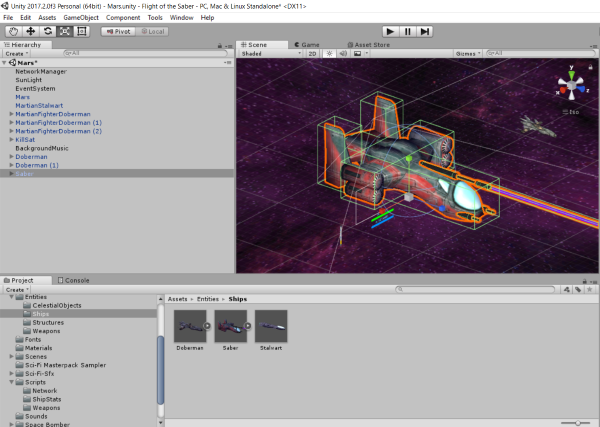 Unity 2017.2.0f3 Personal (64bit) - Mars.unity - Flight of the Saber - PC, Mac & Linux Standalone* <DX11>
File Edit Assets GameObject Component Tools Window Help
Pivot Local
Hierarchy
Create All
Mars*
NetworkManager
SunLight
EventSystem
Mars
MartianStalwart
MartianFighterDoberman
MartianFighterDoberman (1)
MartianFighterDoberman (2)
KillSat
BackgroundMusic
Doberman
Doberman (1)
Saber
Scene Game Asset Store
Shaded 2D Gizmos All
y
x
z
Project Console
Create
Entities
CelestialObjects
Ships
Structures
Weapons
Fonts
Materials
Scenes
Sci-Fi Masterpack Sampler
Sci-Fi-Sfx
Scripts
Network
ShipStats
Weapons
Sounds
Space Bomber
Assets Entities Ships
Doberman Saber Stalwart